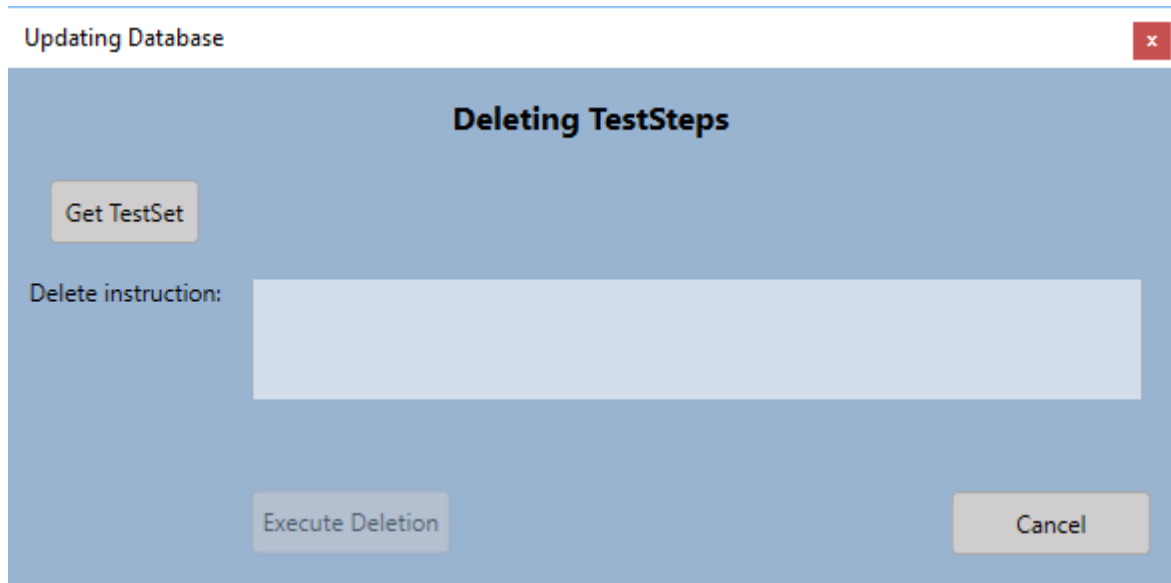 Updating Database
x
Deleting TestSteps
Get TestSet
Delete instruction:
Execute Deletion
Cancel